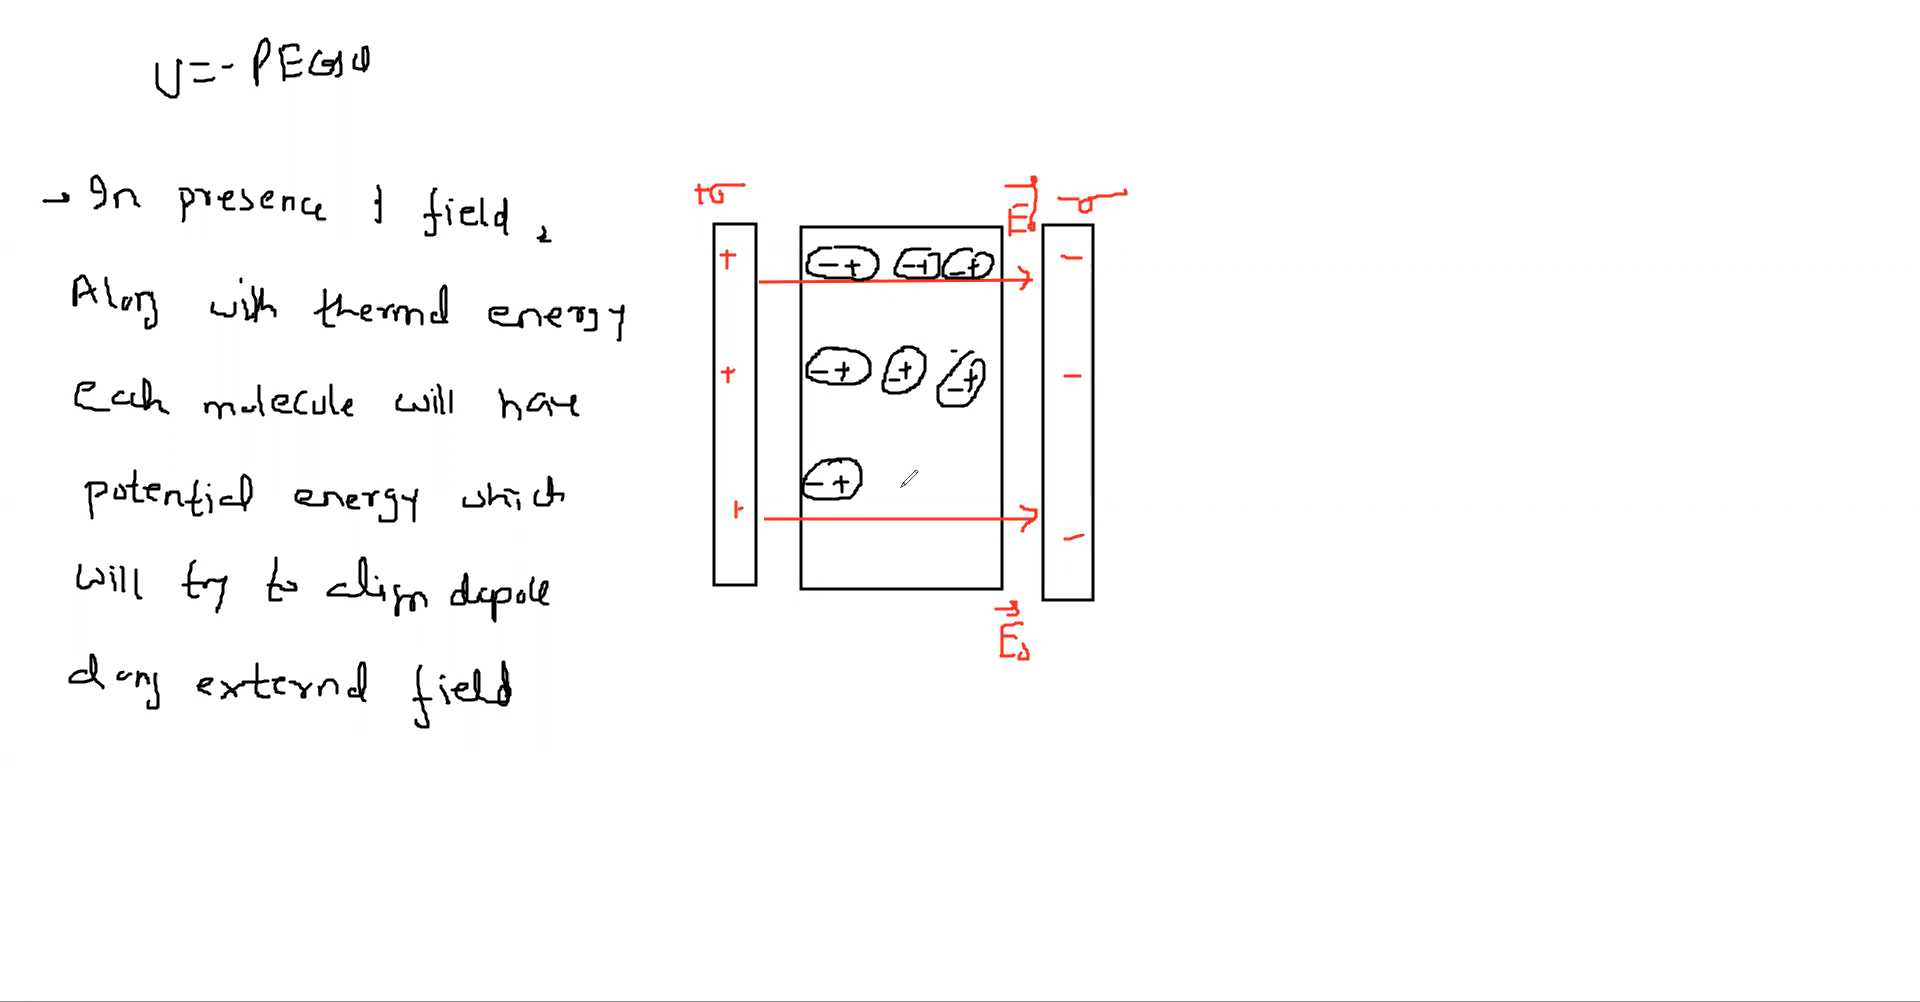 U = - PE cosθ
→ In presence of field,
Along with thermal energy
Each molecule will have
potential energy which
will try to align dipole
along external field
+σ
E₀
-σ
- + - + - +
+
-
- + - + - +
+
-
- +
+
-
E₀